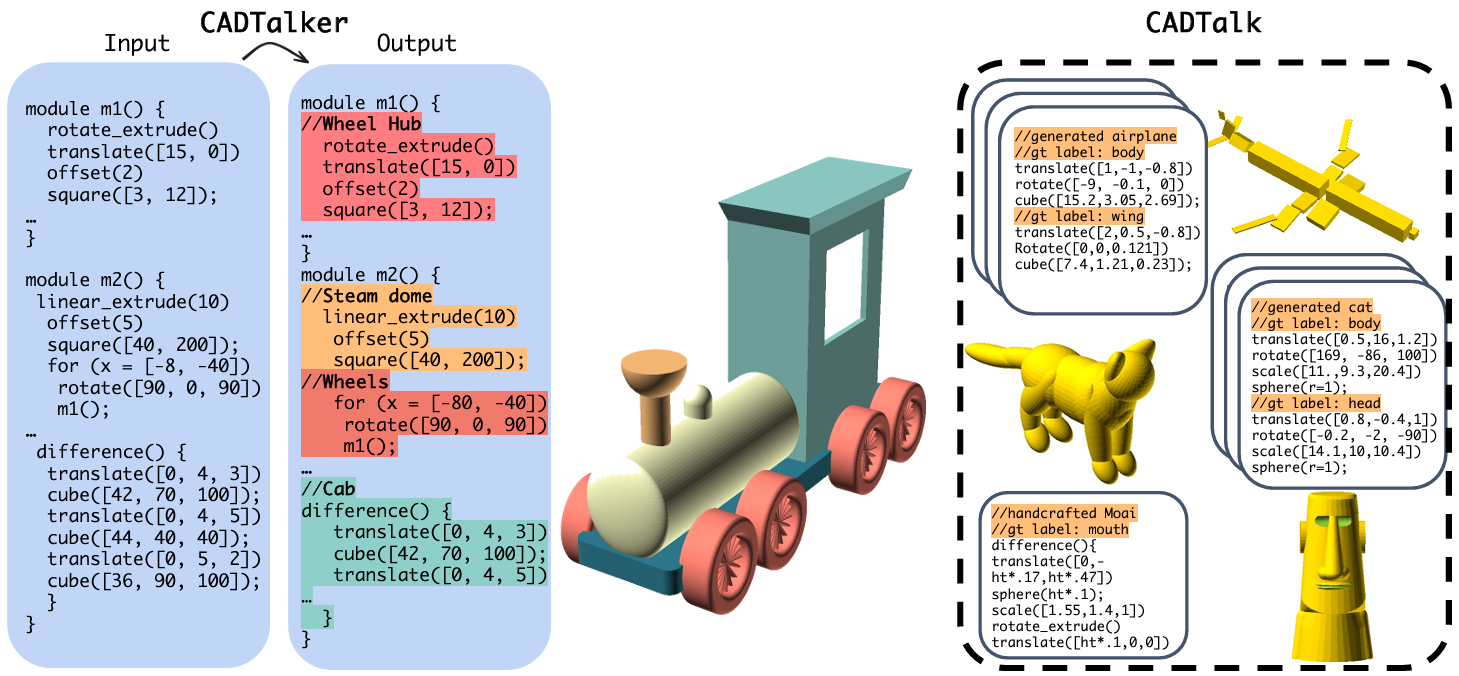 CADTalker
Input
Output
module m1() {
rotate_extrude()
translate([15, 0])
offset(2)
square([3, 12]);
…
}
module m2() {
linear_extrude(10)
offset(5)
square([40, 200]);
for (x = [-8, -40])
rotate([90, 0, 90])
m1();
…
difference() {
translate([0, 4, 3])
cube([42, 70, 100]);
translate([0, 4, 5])
cube([44, 40, 40]);
translate([0, 5, 2])
cube([36, 90, 100]);
}
}
module m1() {
//Wheel Hub
rotate_extrude()
translate([15, 0])
offset(2)
square([3, 12]);
…
}
module m2() {
//Steam dome
linear_extrude(10)
offset(5)
square([40, 200]);
//Wheels
for (x = [-80, -40])
rotate([90, 0, 90])
m1();
…
//Cab
difference() {
translate([0, 4, 3])
cube([42, 70, 100]);
translate([0, 4, 5])
…
}
}
CADTalk
//generated airplane
//gt label: body
translate([1,-1,-0.8])
rotate([-9, -0.1, 0])
cube([15.2,3.05,2.69]);
//gt label: wing
translate([2,0.5,-0.8])
Rotate([0,0,0.121])
cube([7.4,1.21,0.23]);
//generated cat
//gt label: body
translate([0.5,16,1.2])
rotate([169, -86, 100])
scale([11.,9.3,20.4])
sphere(r=1);
//gt label: head
translate([0.8,-0.4,1])
rotate([-0.2, -2, -90])
scale([14.1,10,10.4])
sphere(r=1);
//handcrafted Moai
//gt label: mouth
difference(){
translate([0,-
ht*.17,ht*.47])
sphere(ht*.1);
scale([1.55,1.4,1])
rotate_extrude()
translate([ht*.1,0,0])